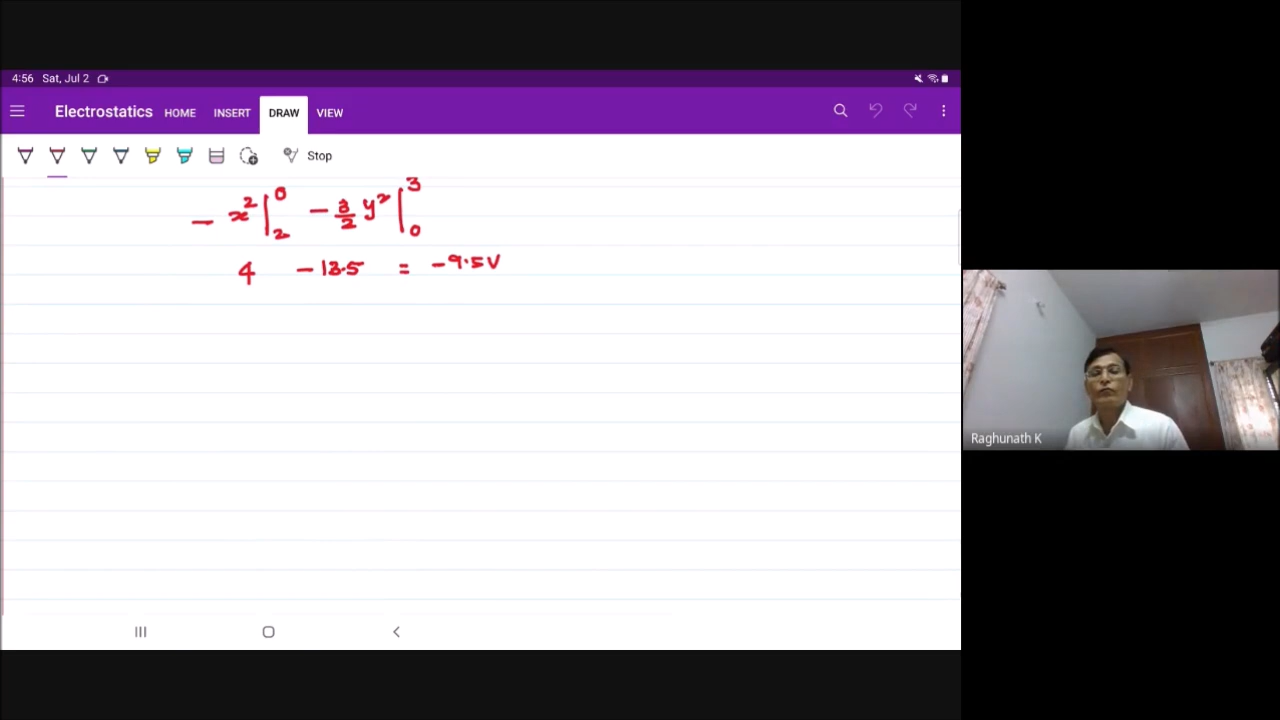 4:56 Sat, Jul 2
Electrostatics HOME INSERT DRAW VIEW
Stop
- x²|₂⁰ - 3/2 y²|₀³
4 - 13.5 = -9.5V
Raghunath K